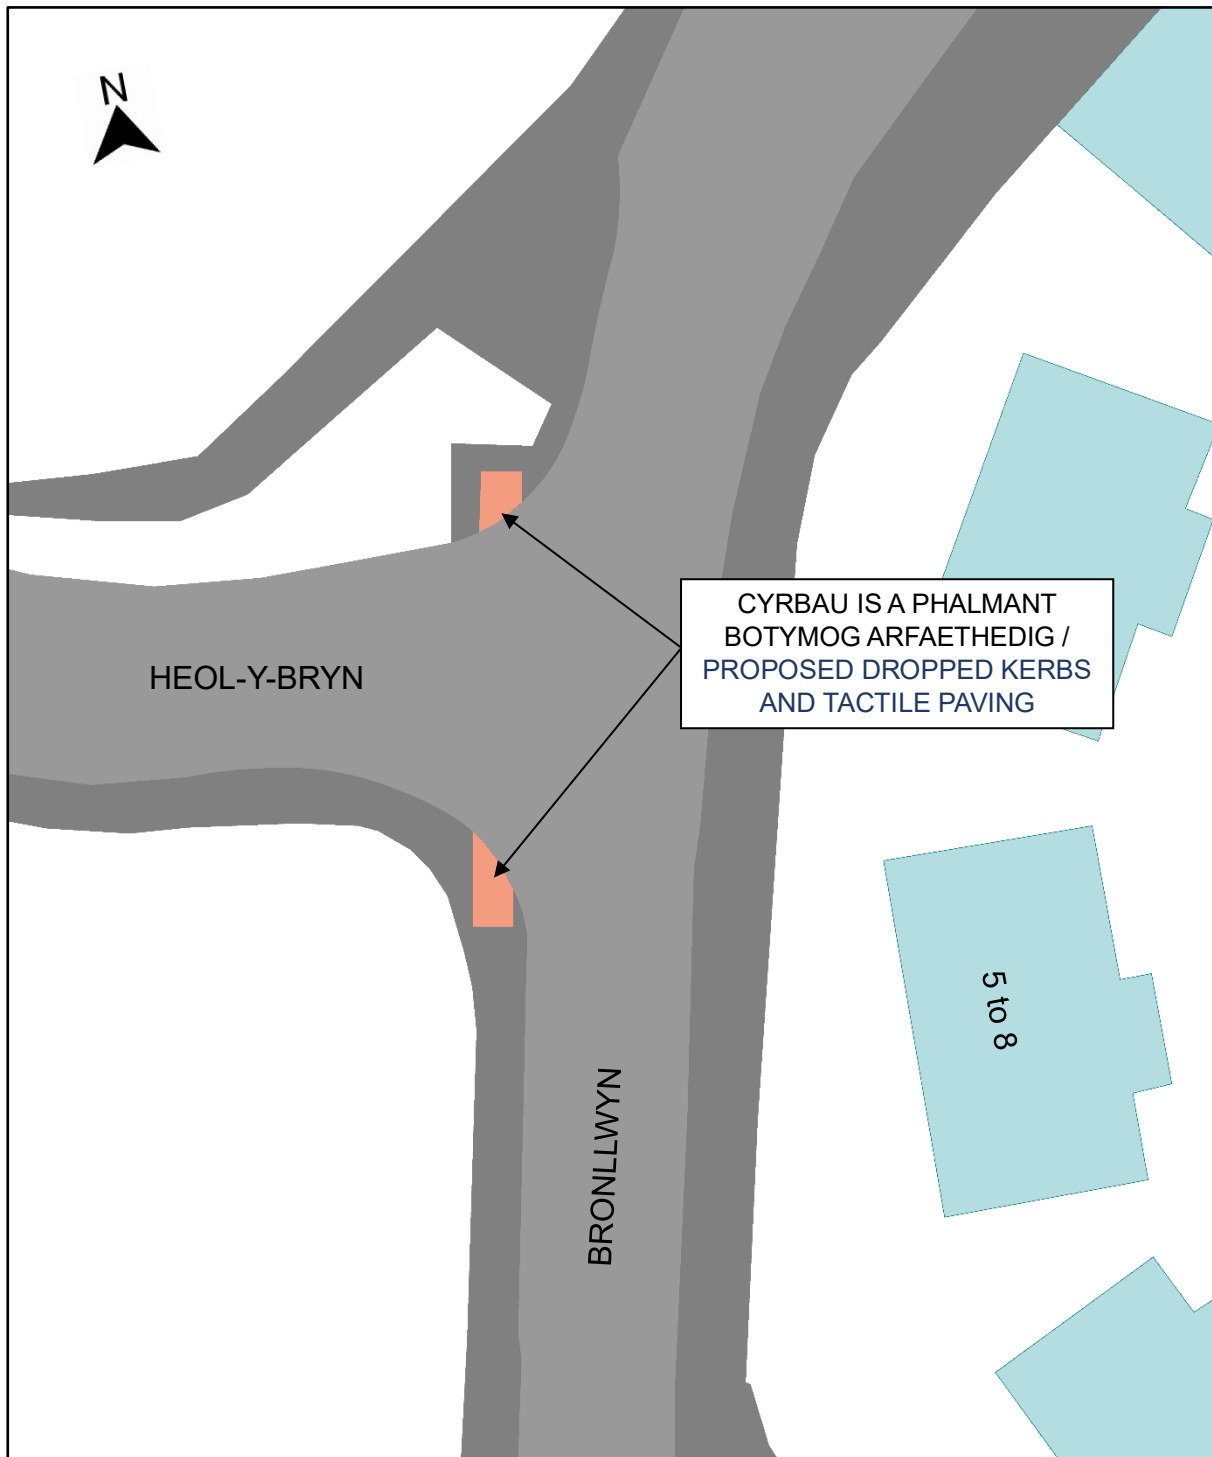 N
CYRBAU IS A PHALMANT
BOTYMOG ARFAETHEDIG /
PROPOSED DROPPED KERBS
AND TACTILE PAVING
HEOL-Y-BRYN
5 to 8
BRONLLWYN